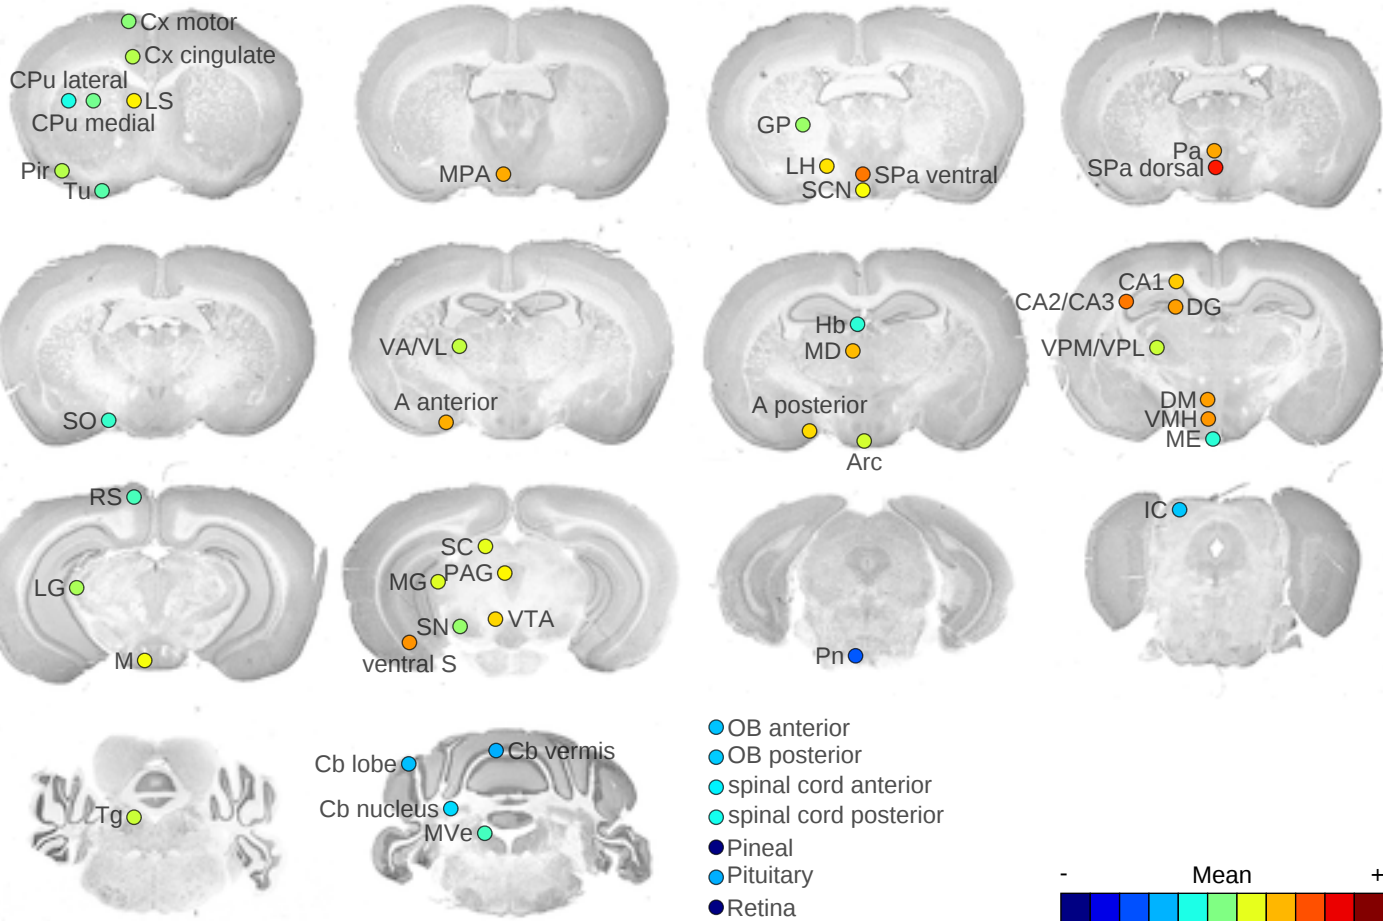 Cx motor
Cx cingulate
CPu lateral
LS
CPu medial
Pir
Tu
MPA
GP
LH
SPa ventral
SCN
Pa
SPa dorsal
SO
VA/VL
A anterior
Hb
MD
A posterior
Arc
CA1
CA2/CA3
DG
VPM/VPL
DM
VMH
ME
RS
LG
M
SC
MG
PAG
SN
VTA
ventral S
Pn
IC
Tg
Cb lobe
Cb vermis
Cb nucleus
MVe
OB anterior
OB posterior
spinal cord anterior
spinal cord posterior
Pineal
Pituitary
Retina
- Mean +